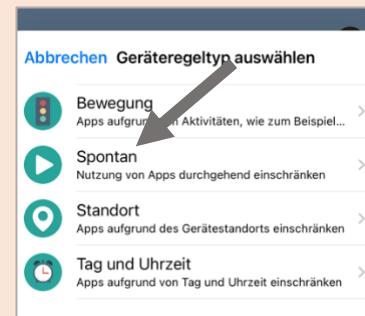 Abbrechen Geräteregeltyp auswählen
Bewegung
Apps aufgrund Aktivitäten, wie zum Beispiel...
Spontan
Nutzung von Apps durchgehend einschränken
Standort
Apps aufgrund des Gerätestandorts einschränken
Tag und Uhrzeit
Apps aufgrund von Tag und Uhrzeit einschränken